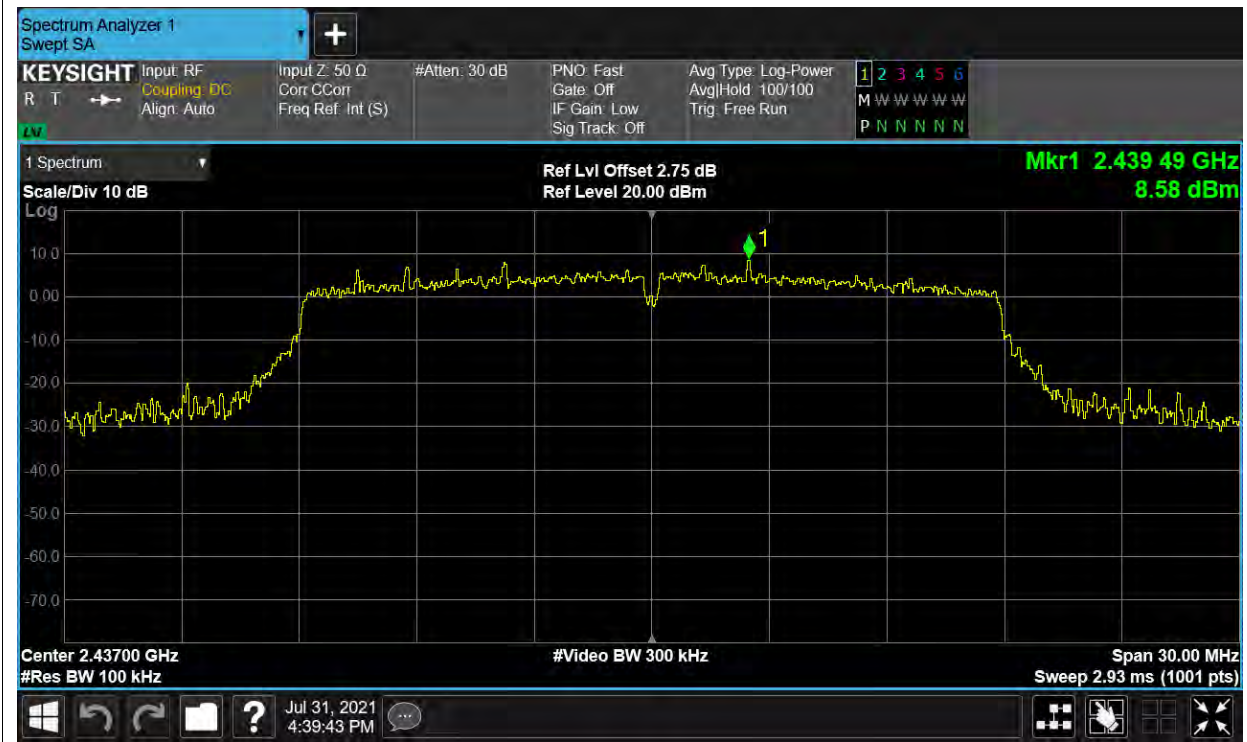 Spectrum Analyzer 1
Swept SA
+
KEYSIGHT Input: RF Input Z: 50 Ω #Atten: 30 dB PNO: Fast Avg Type: Log-Power 1 2 3 4 5 6
R T Coupling: DC Corr CCorr Gate: Off Avg|Hold: 100/100 M W W W W W
Align: Auto Freq Ref: Int (S) IF Gain: Low Trig: Free Run
LXI Sig Track: Off P N N N N N
1 Spectrum
Ref Lvl Offset 2.75 dB Mkr1 2.439 49 GHz
Scale/Div 10 dB Ref Level 20.00 dBm 8.58 dBm
Log
1
10.0
0.00
-10.0
-20.0
-30.0
-40.0
-50.0
-60.0
-70.0
Center 2.43700 GHz #Video BW 300 kHz Span 30.00 MHz
#Res BW 100 kHz Sweep 2.93 ms (1001 pts)
? Jul 31, 2021
4:39:43 PM